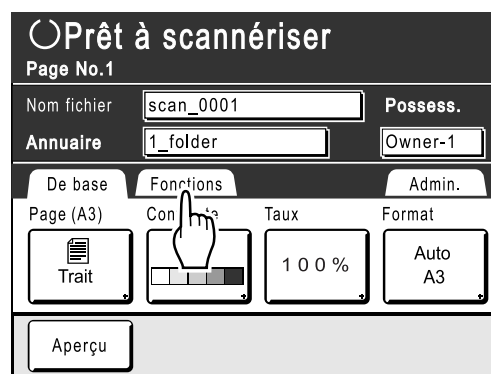 Prêt à scannériser
Page No.1
Nom fichier scan_0001 Possess.
Annuaire 1_folder Owner-1
De base Fonctions Admin.
Page (A3) Taux Format
Trait 100% Auto A3
Aperçu